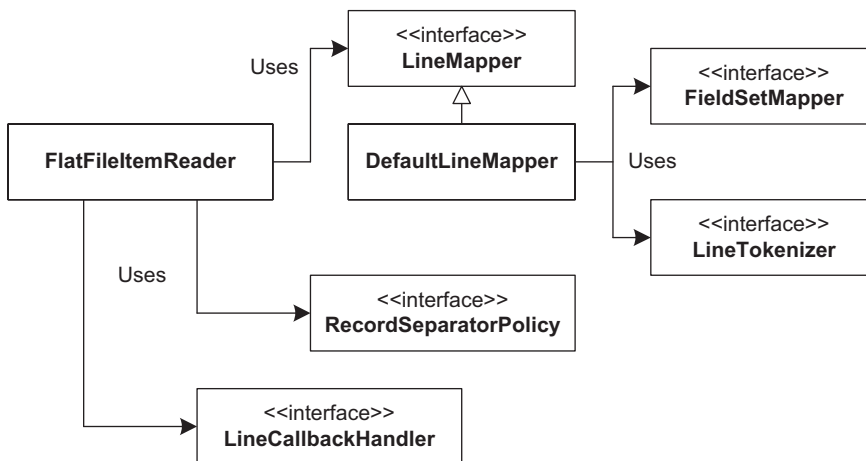 <<interface>>
LineMapper
Uses
<<interface>>
FieldSetMapper
FlatFileItemReader
DefaultLineMapper
Uses
<<interface>>
LineTokenizer
Uses
<<interface>>
RecordSeparatorPolicy
<<interface>>
LineCallbackHandler